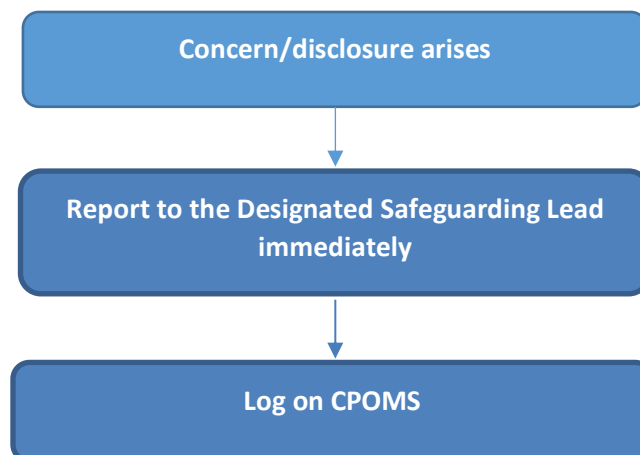 Concern/disclosure arises
Report to the Designated Safeguarding Lead
immediately
Log on CPOMS